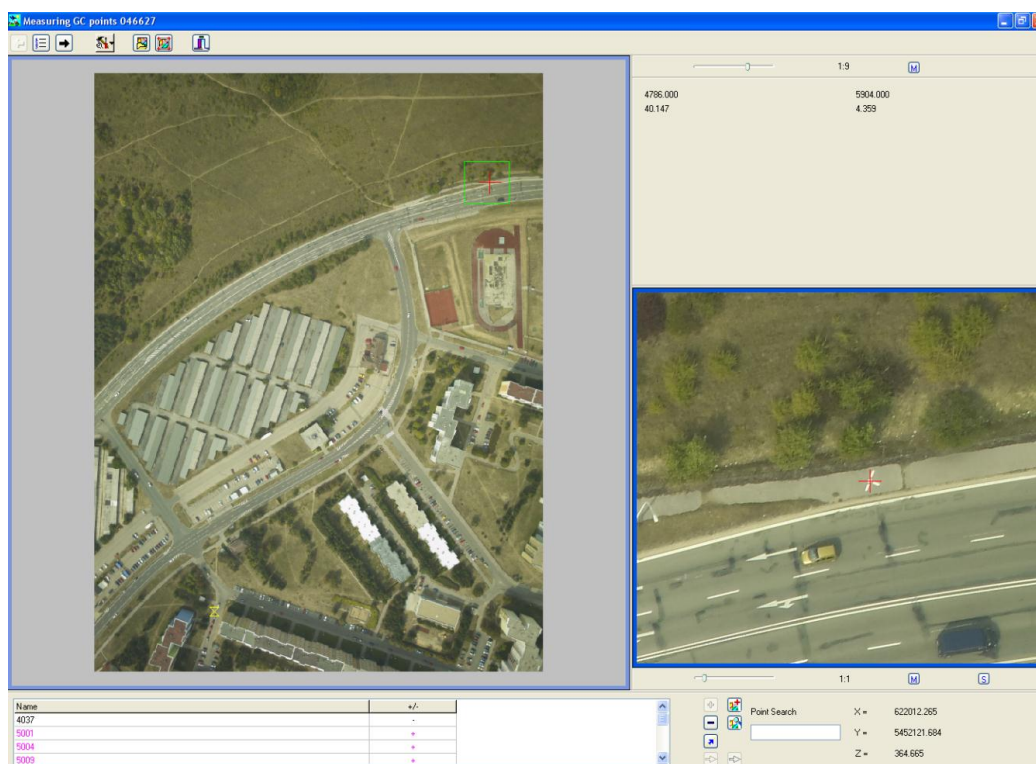 Measuring GC points 046627
1:9
M
4786.000 5904.000
40.147 4.359
1:1
M
S
Name +/-
4037 -
5001 +
5004 +
5009 +
Point Search
X = 622012.265
Y = 5452121.684
Z = 364.665